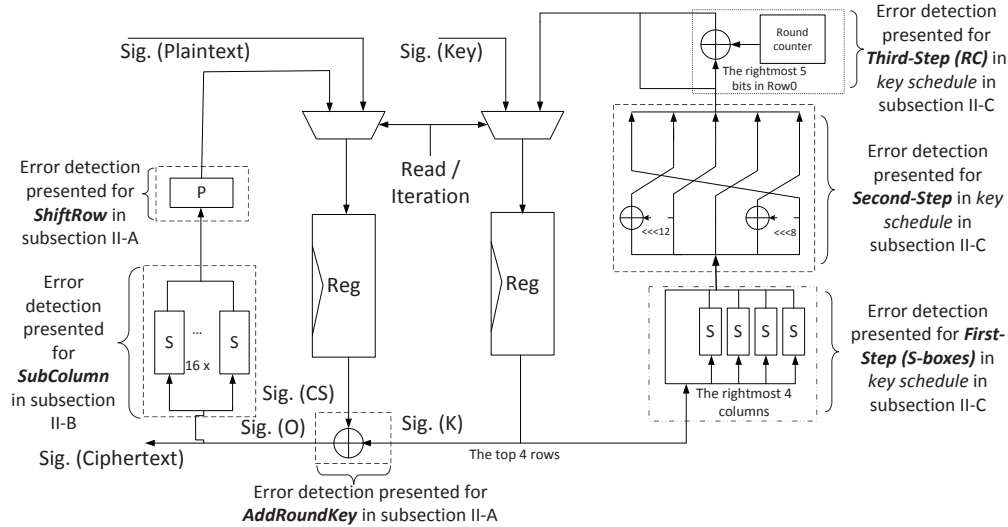 Sig. (Plaintext)
Sig. (Key)
Round
counter
The rightmost 5
bits in Row0
Error detection
presented for
Third-Step (RC) in
key schedule in
subsection II-C
Read /
Iteration
Error detection
presented for
ShiftRow in
subsection II-A
P
Reg
Reg
<<<12
<<<8
Error detection
presented for
Second-Step in key
schedule in
subsection II-C
Error
detection
presented
for
SubColumn
in subsection
II-B
S
...
S
16 x
S
S
S
S
The rightmost 4
columns
Error detection
presented for First-
Step (S-boxes) in
key schedule in
subsection II-C
Sig. (CS)
Sig. (O)
Sig. (K)
Sig. (Ciphertext)
The top 4 rows
Error detection presented for
AddRoundKey in subsection II-A